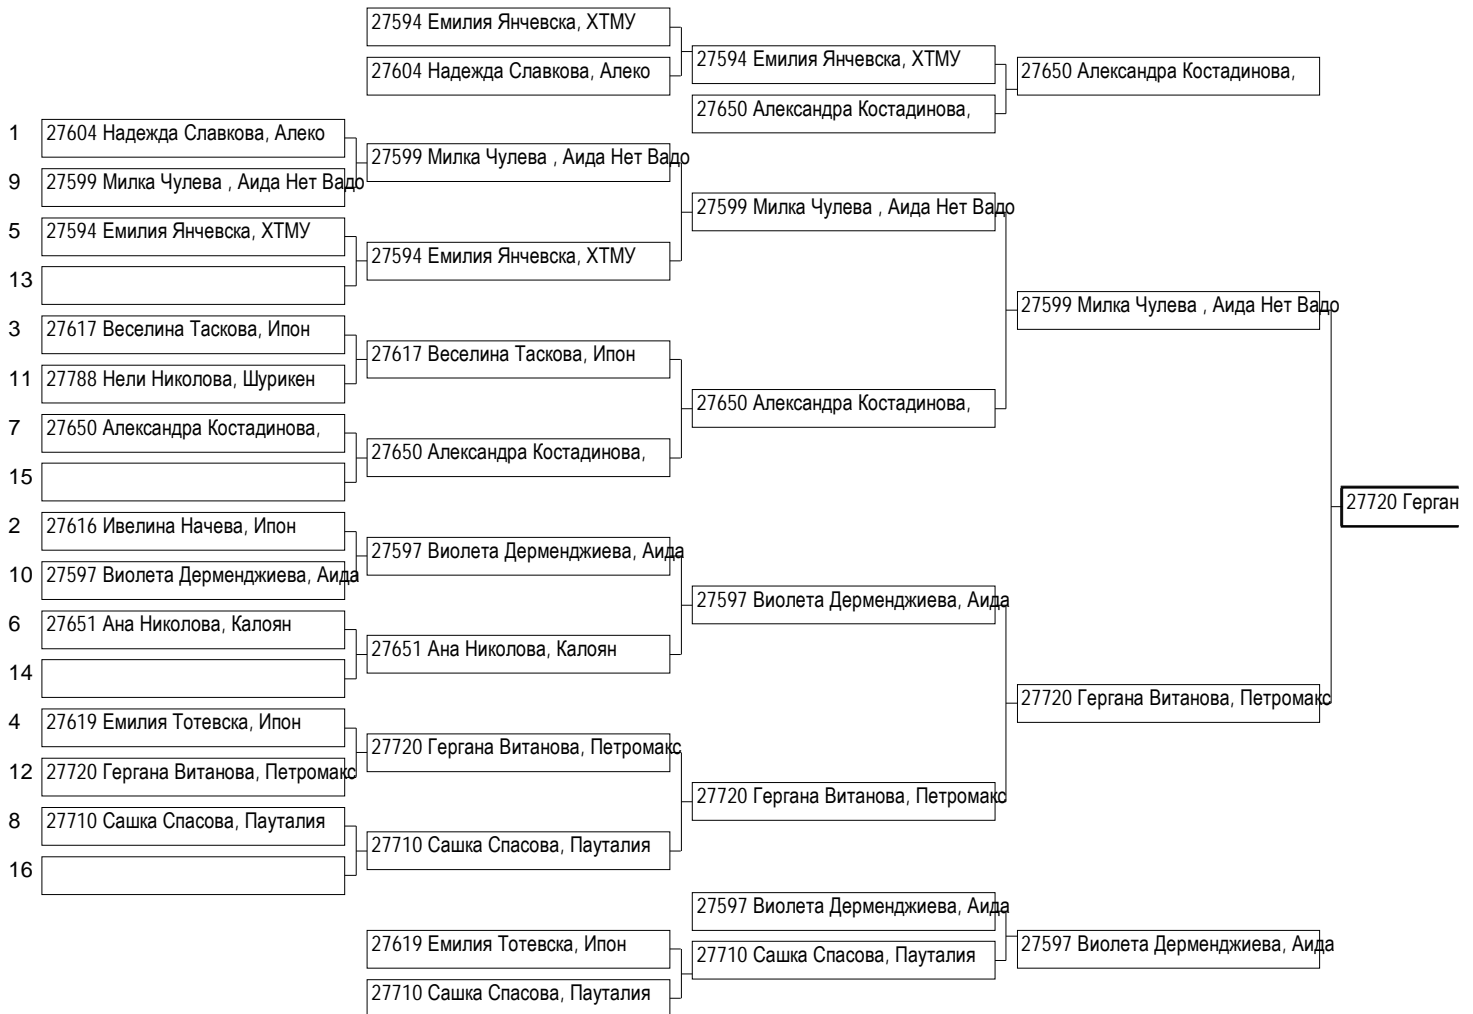 27594 Емилия Янчевска, ХТМУ
27604 Надежда Славкова, Алеко
27594 Емилия Янчевска, ХТМУ
27650 Александра Костадинова,
27650 Александра Костадинова,
1 27604 Надежда Славкова, Алеко
9 27599 Милка Чулева , Аида Нет Вадо
5 27594 Емилия Янчевска, ХТМУ
13
3 27617 Веселина Таскова, Ипон
11 27788 Нели Николова, Шурикен
7 27650 Александра Костадинова,
15
2 27616 Ивелина Начева, Ипон
10 27597 Виолета Дерменджиева, Аида
6 27651 Ана Николова, Калоян
14
4 27619 Емилия Тотевска, Ипон
12 27720 Гергана Витанова, Петромакс
8 27710 Сашка Спасова, Пауталия
16
27599 Милка Чулева , Аида Нет Вадо
27594 Емилия Янчевска, ХТМУ
27617 Веселина Таскова, Ипон
27650 Александра Костадинова,
27597 Виолета Дерменджиева, Аида
27651 Ана Николова, Калоян
27720 Гергана Витанова, Петромакс
27710 Сашка Спасова, Пауталия
27599 Милка Чулева , Аида Нет Вадо
27650 Александра Костадинова,
27597 Виолета Дерменджиева, Аида
27720 Гергана Витанова, Петромакс
27599 Милка Чулева , Аида Нет Вадо
27720 Гергана Витанова, Петромакс
27720 Герган
27619 Емилия Тотевска, Ипон
27710 Сашка Спасова, Пауталия
27597 Виолета Дерменджиева, Аида
27710 Сашка Спасова, Пауталия
27597 Виолета Дерменджиева, Аида